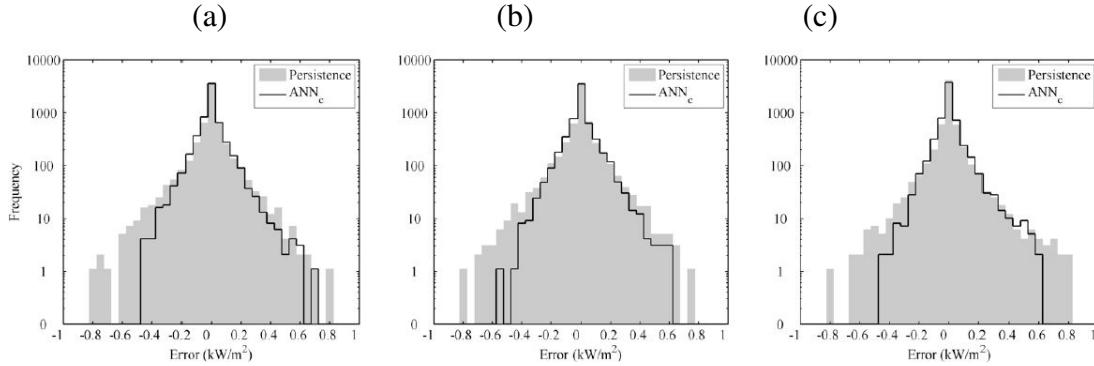 (a) (b) (c)
10000 10000 10000
Persistence Persistence Persistence
ANNc ANNc ANNc
1000 1000 1000
100 100 100
Frequency
10 10 10
1 1 1
0 0 0
-1 -0.8 -0.6 -0.4 -0.2 0 0.2 0.4 0.6 0.8 1 -1 -0.8 -0.6 -0.4 -0.2 0 0.2 0.4 0.6 0.8 1 -1 -0.8 -0.6 -0.4 -0.2 0 0.2 0.4 0.6 0.8 1
Error (kW/m²) Error (kW/m²) Error (kW/m²)